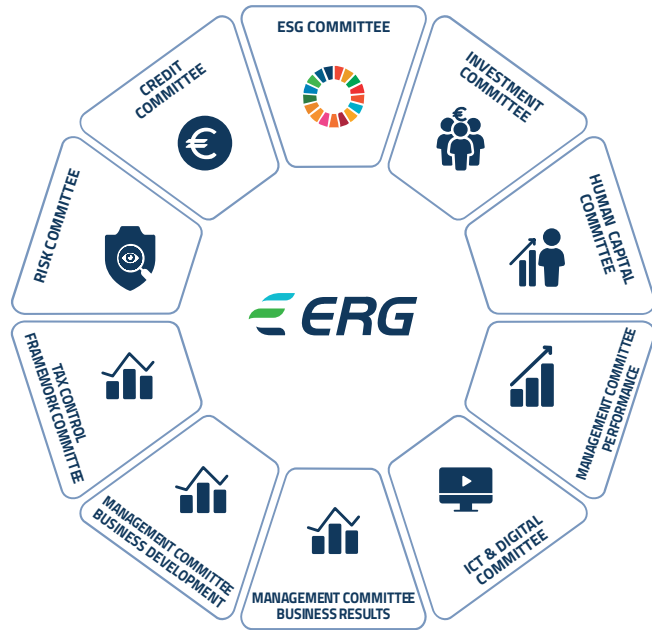 ESG COMMITTEE
INVESTMENT
COMMITTEE
HUMAN CAPITAL
COMMITTEE
MANAGEMENT COMMITTEE
PERFORMANCE
ICT & DIGITAL
COMMITTEE
MANAGEMENT COMMITTEE
BUSINESS RESULTS
MANAGEMENT COMMITTEE
BUSINESS DEVELOPMENT
TAX CONTROL
FRAMEWORK COMMITTEE
RISK COMMITTEE
CREDIT
COMMITTEE
€
€
ERG